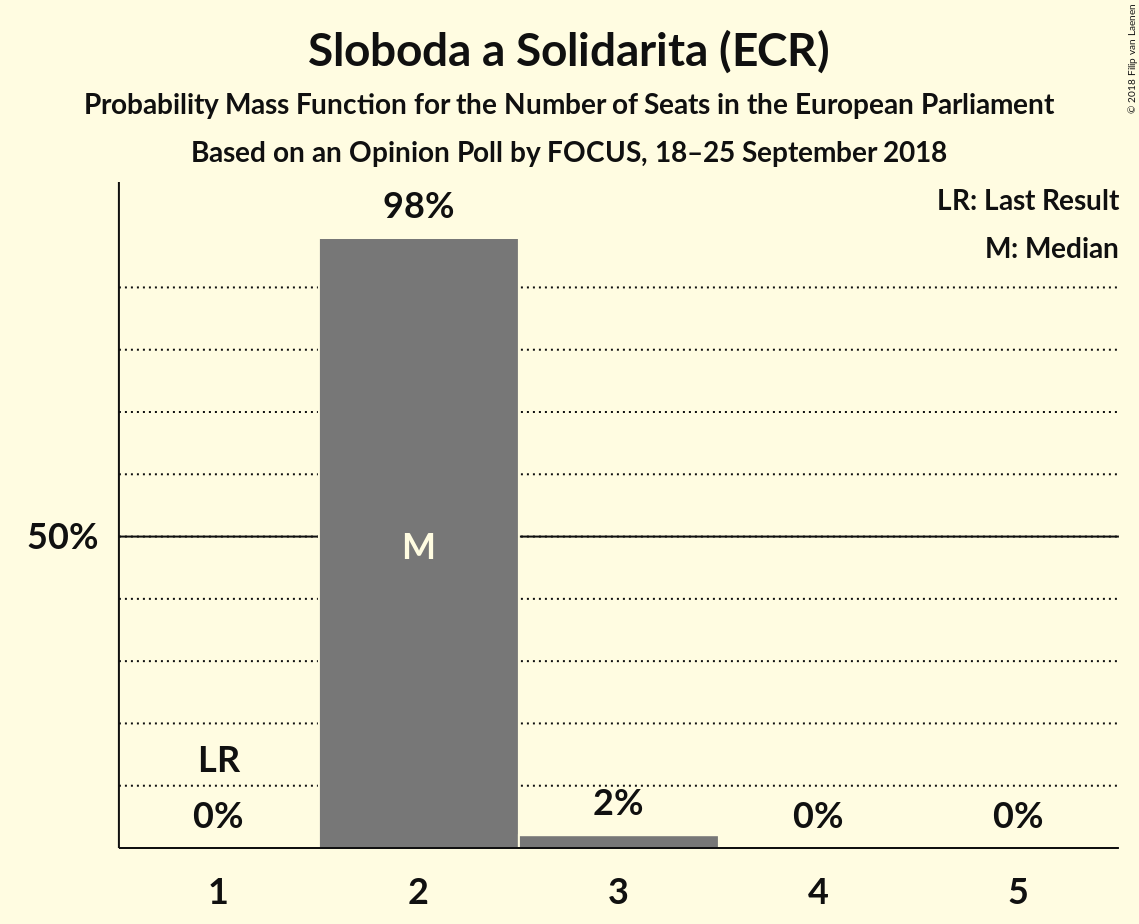 Sloboda a Solidarita (ECR)
Probability Mass Function for the Number of Seats in the European Parliament
Based on an Opinion Poll by FOCUS, 18–25 September 2018
© 2018 Filip van Laenen
LR: Last Result
M: Median
98%
50%
M
LR
0%
2%
0%
0%
1
2
3
4
5